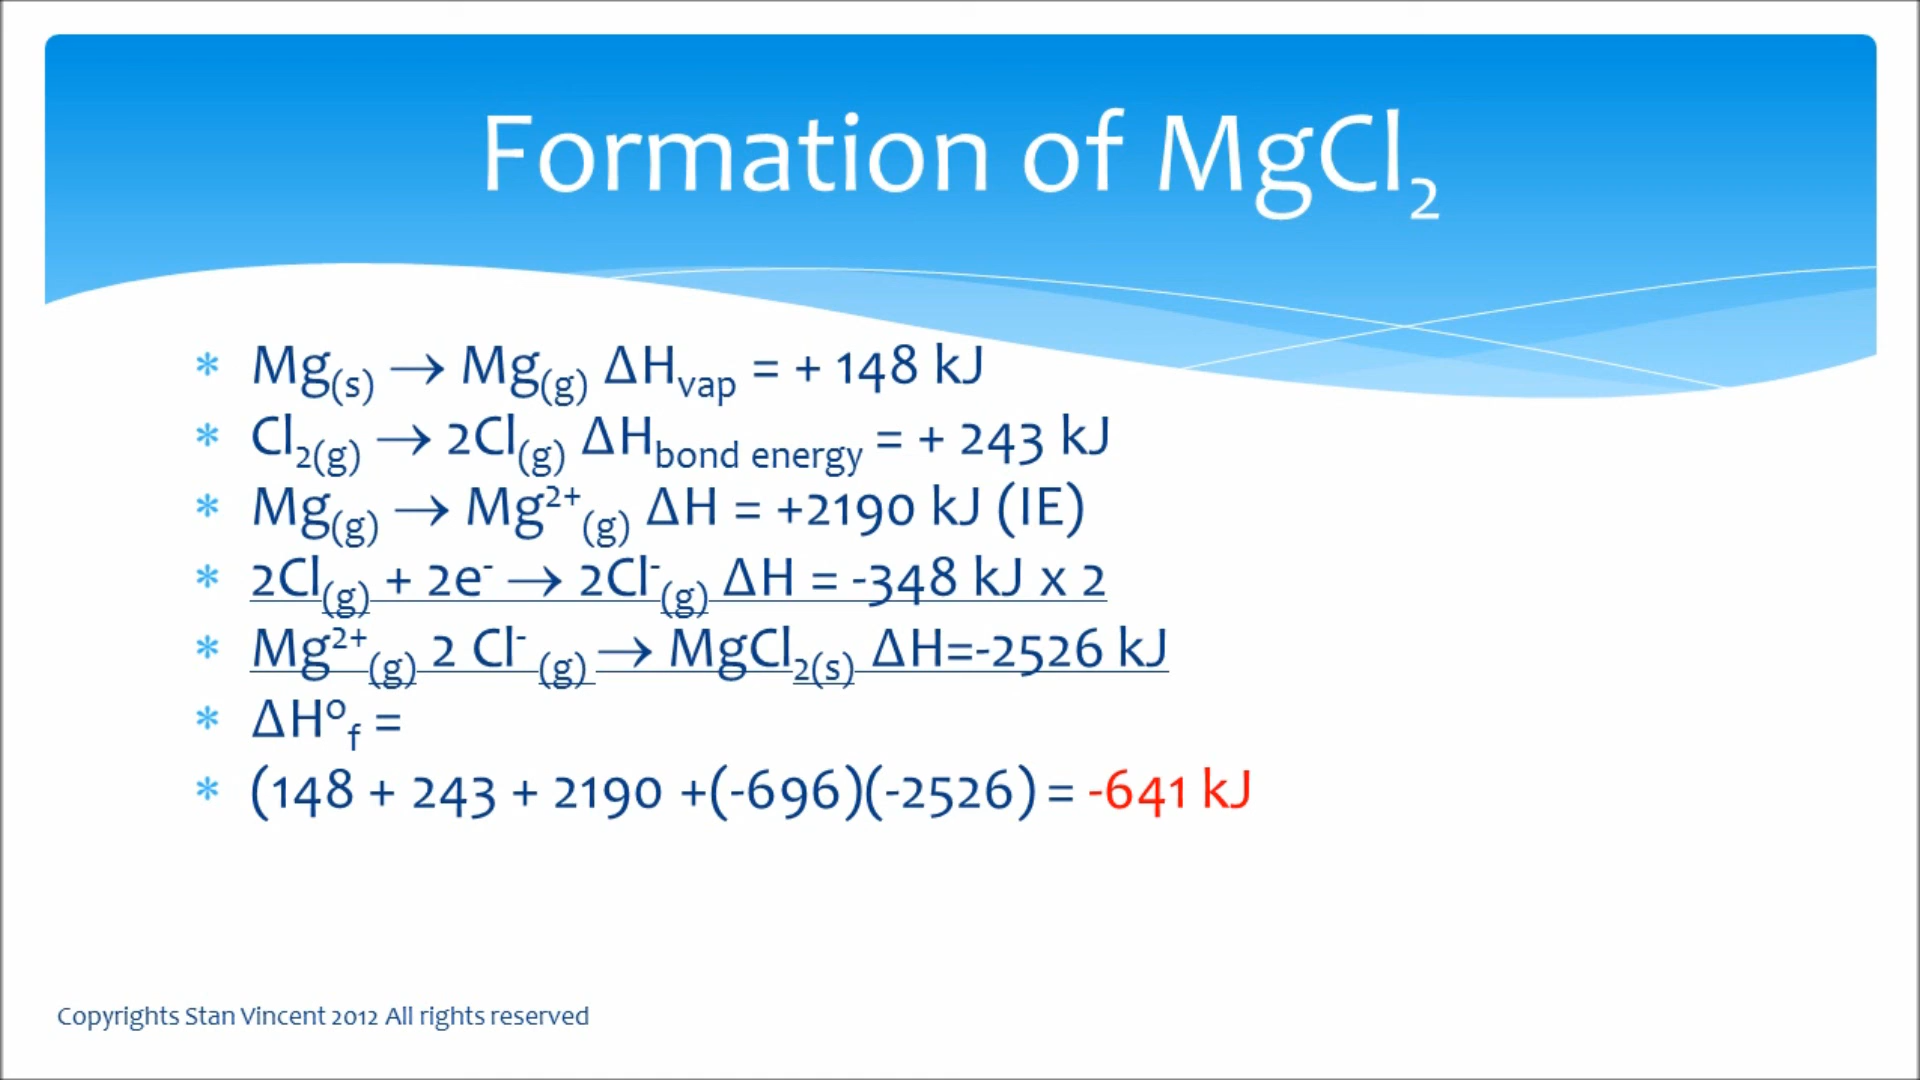 Formation of MgCl₂
* Mg₍s₎ → Mg₍g₎ ΔHvap = + 148 kJ
* Cl₂₍g₎ → 2Cl₍g₎ ΔHbond energy = + 243 kJ
* Mg₍g₎ → Mg²⁺₍g₎ ΔH = +2190 kJ (IE)
* 2Cl₍g₎ + 2e⁻ → 2Cl⁻₍g₎ ΔH = -348 kJ x 2
* Mg²⁺₍g₎ 2 Cl⁻ ₍g₎ → MgCl₂₍s₎ ΔH=-2526 kJ
* ΔH°f =
* (148 + 243 + 2190 +(-696)(-2526) = -641 kJ
Copyrights Stan Vincent 2012 All rights reserved